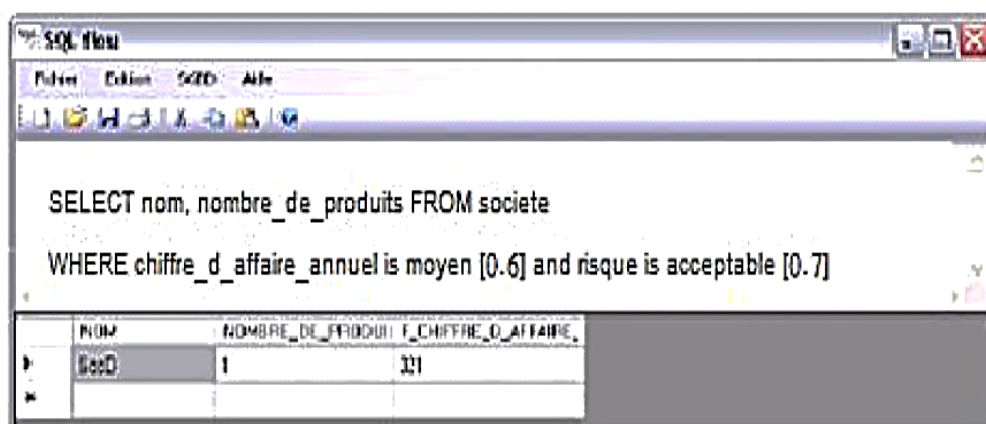 SQL flou
Fichier Edition SGBD Aide
SELECT nom, nombre_de_produits FROM societe
WHERE chiffre_d_affaire_annuel is moyen [0.6] and risque is acceptable [0.7]
NOM NOMBRE_DE_PRODUI F_CHIFFRE_D_AFFAIRE_
SocD 1